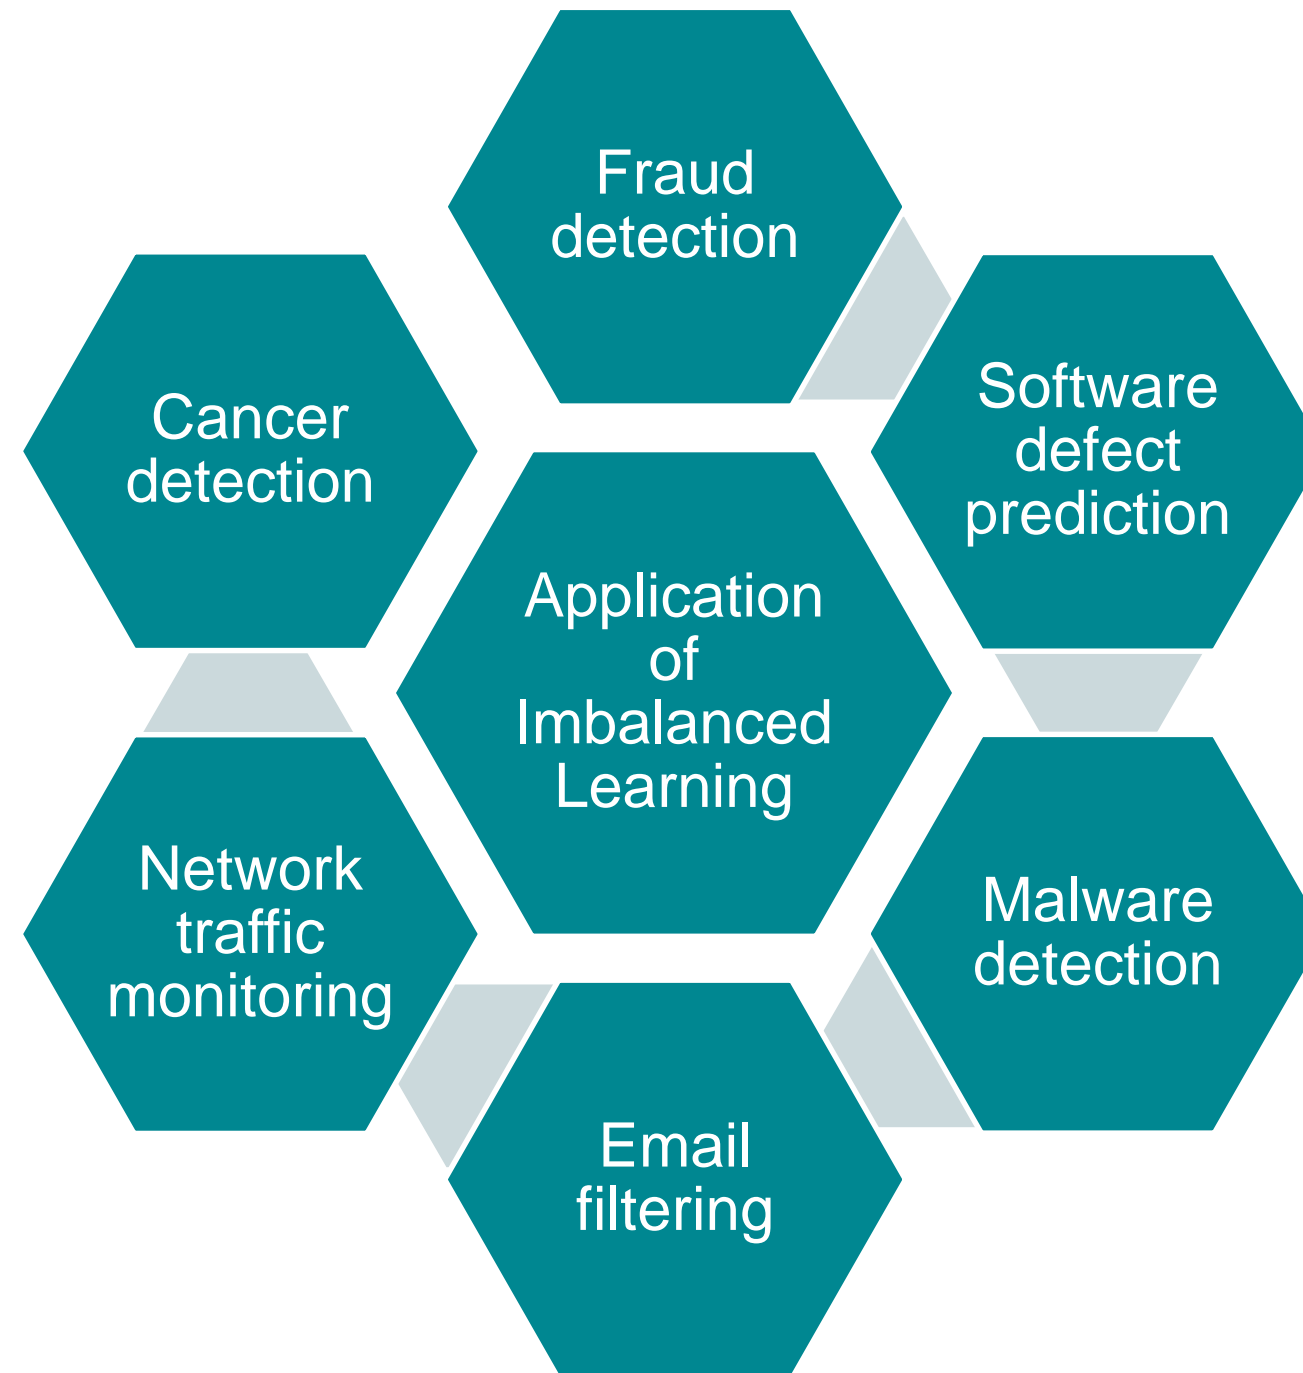 Fraud
detection
Software
defect
prediction
Cancer
detection
Application
of
Imbalanced
Learning
Network
traffic
monitoring
Malware
detection
Email
filtering